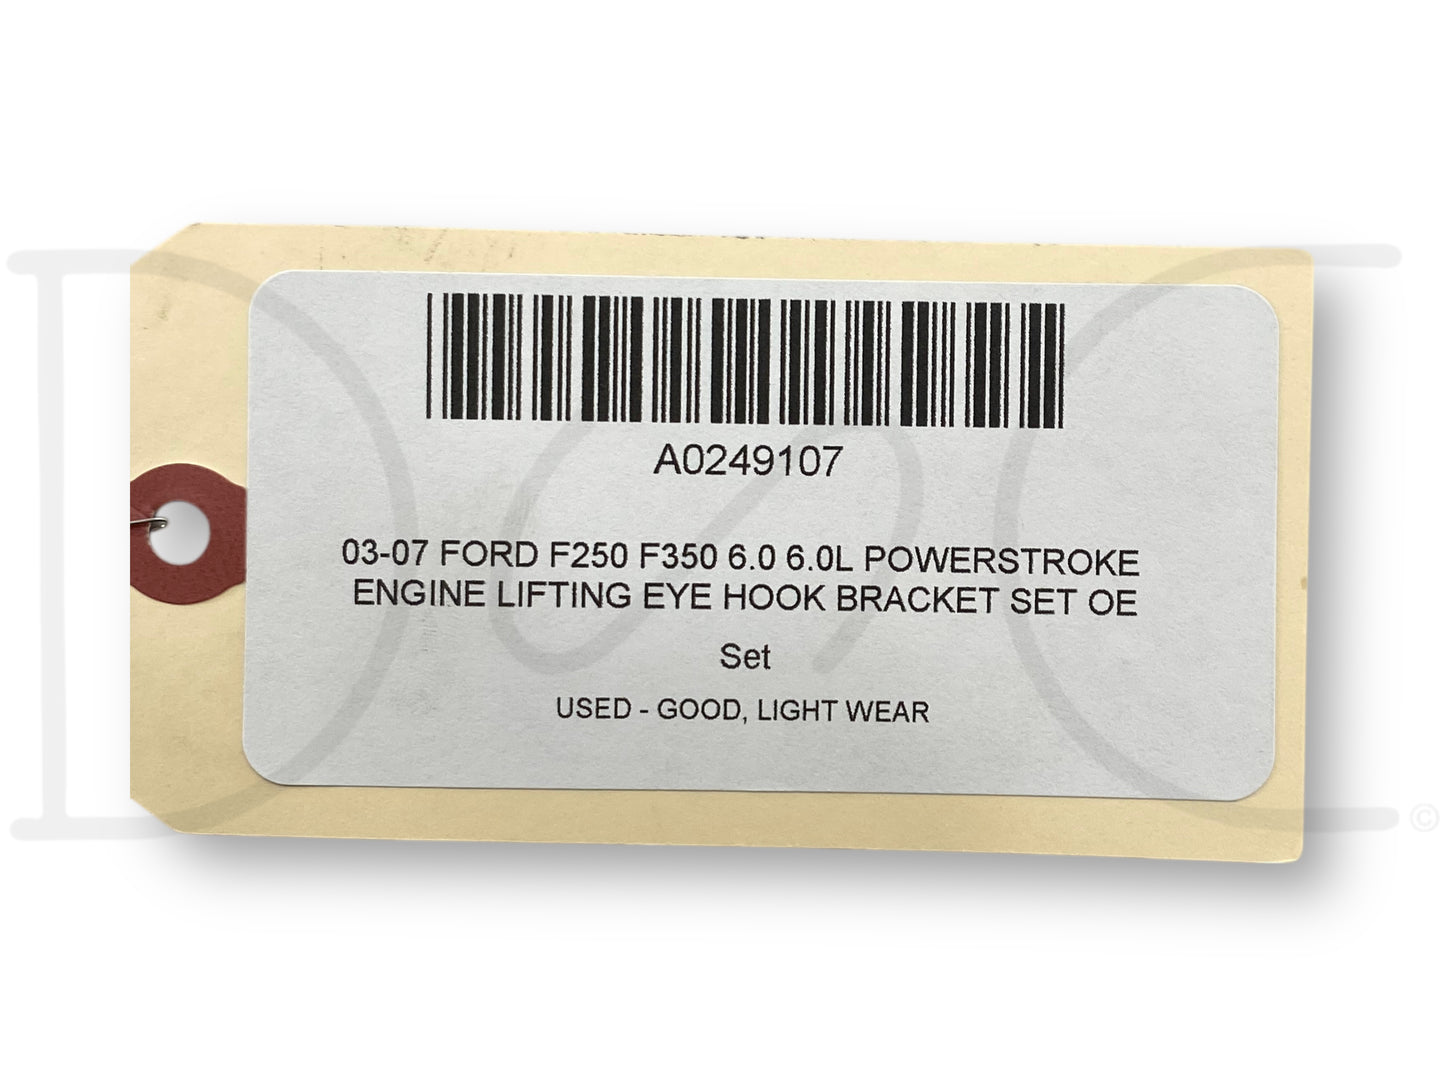 A0249107
03-07 FORD F250 F350 6.0 6.0L POWERSTROKE
ENGINE LIFTING EYE HOOK BRACKET SET OE
Set
USED - GOOD, LIGHT WEAR
©